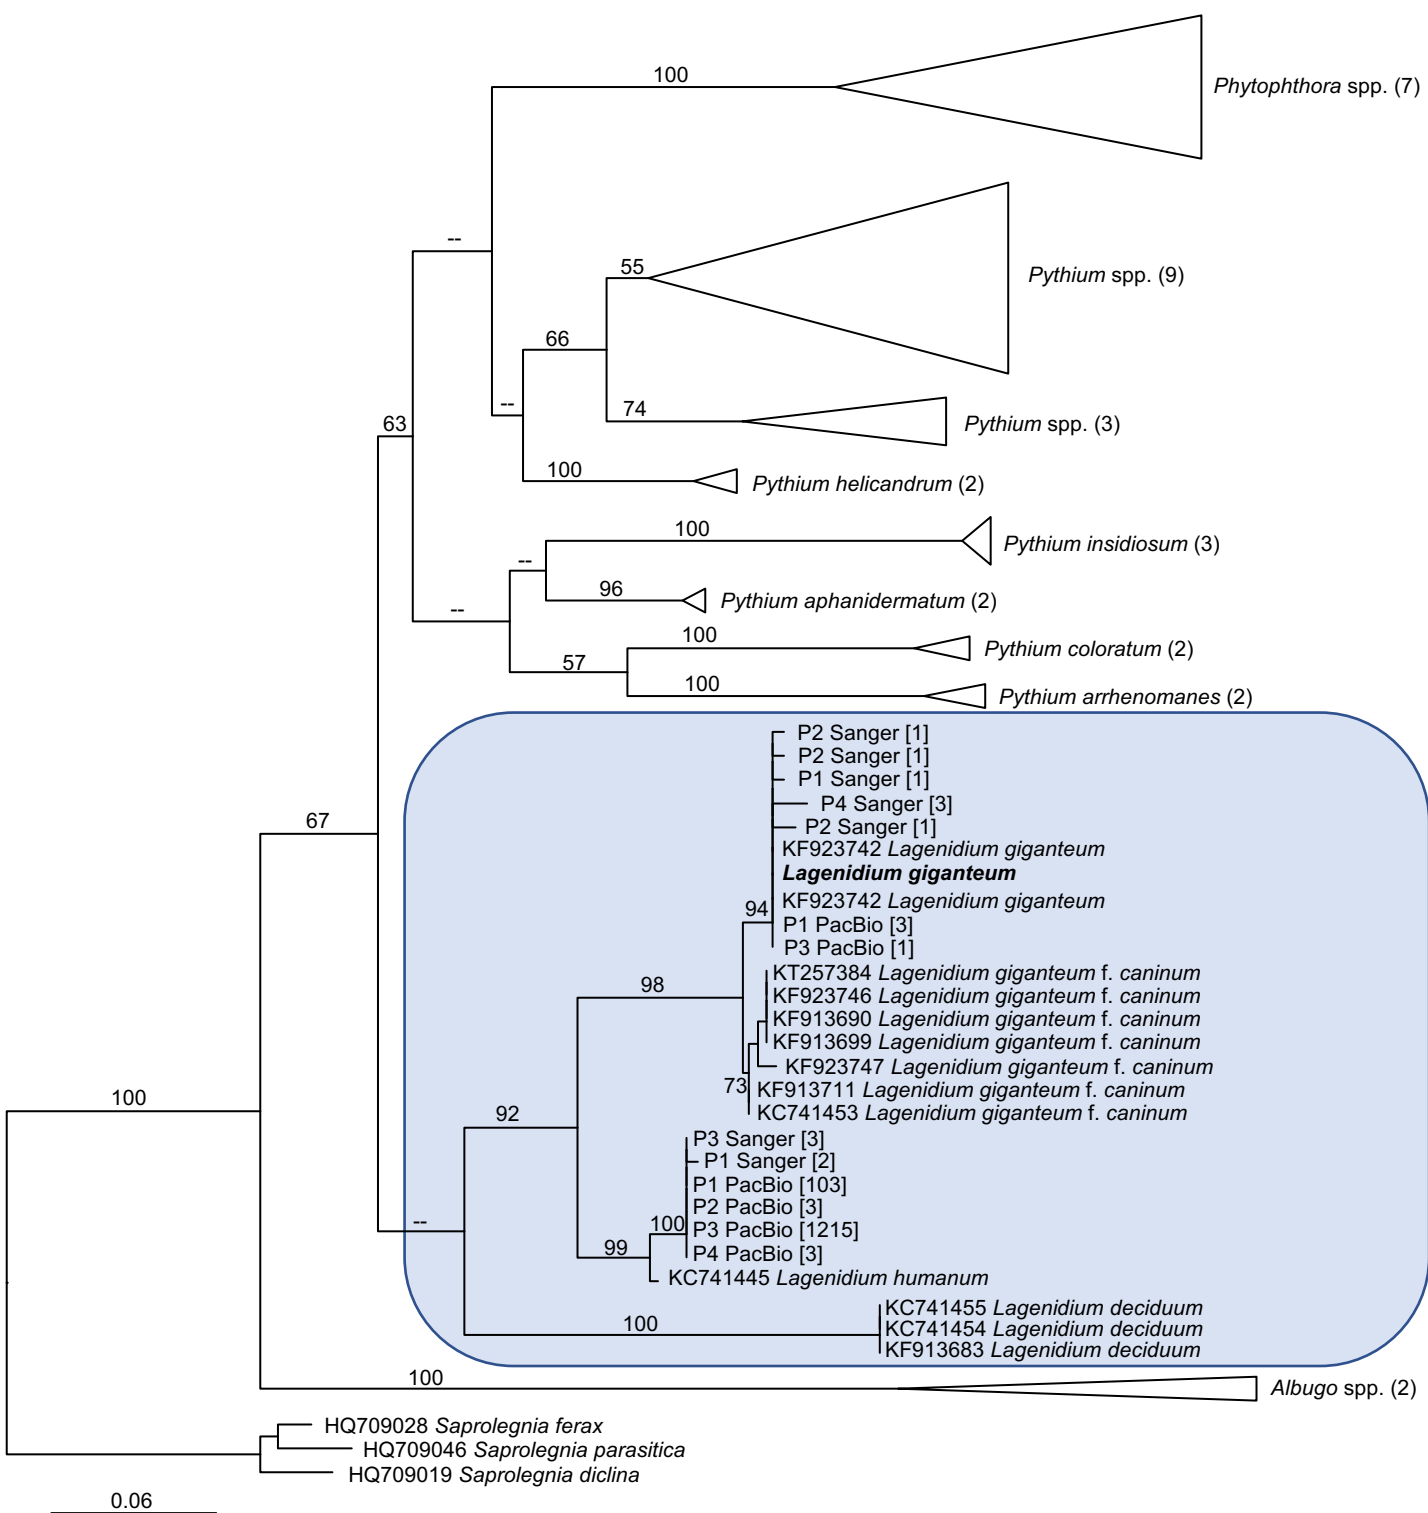 100
Phytophthora spp. (7)
--
55
Pythium spp. (9)
66
--
74
Pythium spp. (3)
63
100
Pythium helicandrum (2)
100
Pythium insidiosum (3)
--
96
Pythium aphanidermatum (2)
--
100
Pythium coloratum (2)
57
100
Pythium arrhenomanes (2)
P2 Sanger [1]
P2 Sanger [1]
P1 Sanger [1]
P4 Sanger [3]
67
P2 Sanger [1]
KF923742 Lagenidium giganteum
Lagenidium giganteum
KF923742 Lagenidium giganteum
94
P1 PacBio [3]
P3 PacBio [1]
KT257384 Lagenidium giganteum f. caninum
98
KF923746 Lagenidium giganteum f. caninum
KF913690 Lagenidium giganteum f. caninum
KF913699 Lagenidium giganteum f. caninum
KF923747 Lagenidium giganteum f. caninum
73
KF913711 Lagenidium giganteum f. caninum
100
92
KC741453 Lagenidium giganteum f. caninum
P3 Sanger [3]
P1 Sanger [2]
P1 PacBio [103]
P2 PacBio [3]
--
100
P3 PacBio [1215]
99
P4 PacBio [3]
KC741445 Lagenidium humanum
KC741455 Lagenidium deciduum
100
KC741454 Lagenidium deciduum
KF913683 Lagenidium deciduum
100
Albugo spp. (2)
HQ709028 Saprolegnia ferax
HQ709046 Saprolegnia parasitica
HQ709019 Saprolegnia diclina
0.06